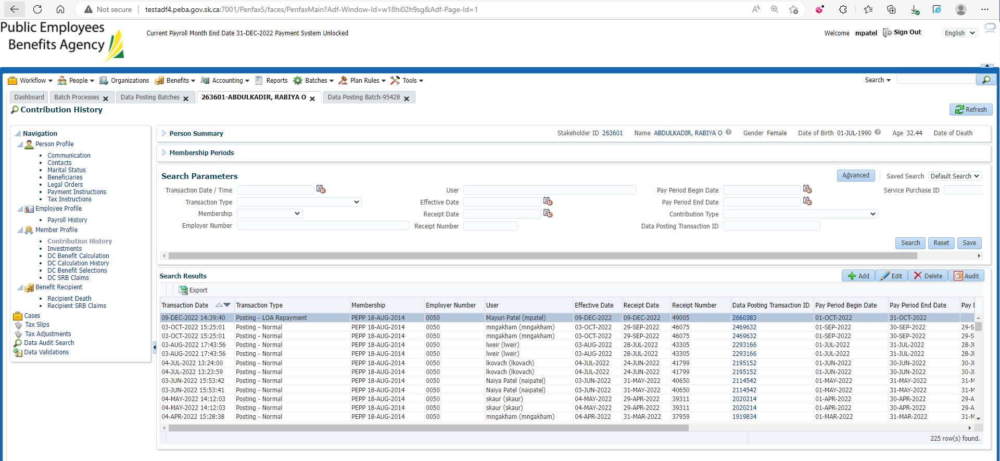 Not secure
testadf4.peba.gov.sk.ca:7001/Penfax5/faces/PenfaxMain?Adf-Window-Id=w18hi02h9sg&Adf-Page-Id=1
Public Employees
Benefits Agency
Current Payroll Month End Date 31-DEC-2022 Payment System Unlocked
Welcome mpatel Sign Out English
Workflow People Organizations Benefits Accounting Reports Batches Plan Rules Tools Search
Dashboard Batch Processes Data Posting Batches 263601-ABDULKADIR, RABIYA O Data Posting Batch-95428
Contribution History
Refresh
Navigation
Person Profile
Communication
Contacts
Marital Status
Beneficiaries
Legal Orders
Payment Instructions
Tax Instructions
Employee Profile
Payroll History
Member Profile
Contribution History
Investments
DC Benefit Calculation
DC Calculation History
DC Benefit Selections
DC SRB Claims
Benefit Recipient
Recipient Death
Recipient SRB Claims
Cases
Tax Slips
Tax Adjustments
Data Audit Search
Data Validations
Person Summary Stakeholder ID 263601 Name ABDULKADIR, RABIYA O Gender Female Date of Birth 01-JUL-1990 Age 32.44 Date of Death
Membership Periods
Search Parameters Advanced Saved Search Default Search
Transaction Date / Time User Pay Period Begin Date Service Purchase ID
Transaction Type Effective Date Pay Period End Date
Membership Receipt Date Contribution Type
Employer Number Receipt Number Data Posting Transaction ID
Search Reset Save
Search Results Add Edit Delete Audit
Export
Transaction Date Transaction Type Membership Employer Number User Effective Date Receipt Date Receipt Number Data Posting Transaction ID Pay Period Begin Date Pay Period End Date Pay D
09-DEC-2022 14:39:40 Posting - LOA Repayment PEPP 18-AUG-2014 0050 Mayuri Patel (mpatel) 09-DEC-2022 09-DEC-2022 49005 2660383 01-OCT-2022 31-OCT-2022
03-OCT-2022 15:25:01 Posting - Normal PEPP 18-AUG-2014 0050 mngakham (mngakham) 03-OCT-2022 29-SEP-2022 46075 2469632 01-SEP-2022 30-SEP-2022 29-S
03-OCT-2022 15:25:01 Posting - Normal PEPP 18-AUG-2014 0050 mngakham (mngakham) 03-OCT-2022 29-SEP-2022 46075 2469632 01-SEP-2022 30-SEP-2022 29-S
03-AUG-2022 17:43:56 Posting - Normal PEPP 18-AUG-2014 0050 lweir (lweir) 03-AUG-2022 28-JUL-2022 43305 2293166 01-JUL-2022 31-JUL-2022 28-JU
03-AUG-2022 17:43:56 Posting - Normal PEPP 18-AUG-2014 0050 lweir (lweir) 03-AUG-2022 28-JUL-2022 43305 2293166 01-JUL-2022 31-JUL-2022 28-JU
04-JUL-2022 13:24:00 Posting - Normal PEPP 18-AUG-2014 0050 lkovach (lkovach) 04-JUL-2022 24-JUN-2022 41799 2195152 01-JUN-2022 30-JUN-2022 30-JU
04-JUL-2022 13:23:59 Posting - Normal PEPP 18-AUG-2014 0050 lkovach (lkovach) 04-JUL-2022 24-JUN-2022 41799 2195152 01-JUN-2022 30-JUN-2022 30-JU
03-JUN-2022 15:53:42 Posting - Normal PEPP 18-AUG-2014 0050 Naiya Patel (naipatel) 03-JUN-2022 31-MAY-2022 40650 2114542 01-MAY-2022 31-MAY-2022 31-M
03-JUN-2022 15:53:41 Posting - Normal PEPP 18-AUG-2014 0050 Naiya Patel (naipatel) 03-JUN-2022 31-MAY-2022 40650 2114542 01-MAY-2022 31-MAY-2022 31-M
04-MAY-2022 14:12:03 Posting - Normal PEPP 18-AUG-2014 0050 skaur (skaur) 04-MAY-2022 29-APR-2022 39311 2020214 01-APR-2022 30-APR-2022 29-A
04-MAY-2022 14:12:03 Posting - Normal PEPP 18-AUG-2014 0050 skaur (skaur) 04-MAY-2022 29-APR-2022 39311 2020214 01-APR-2022 30-APR-2022 29-A
04-APR-2022 15:28:38 Posting - Normal PEPP 18-AUG-2014 0050 mngakham (mngakham) 04-APR-2022 31-MAR-2022 37959 1919834 01-MAR-2022 31-MAR-2022 31-M
225 row(s) found.